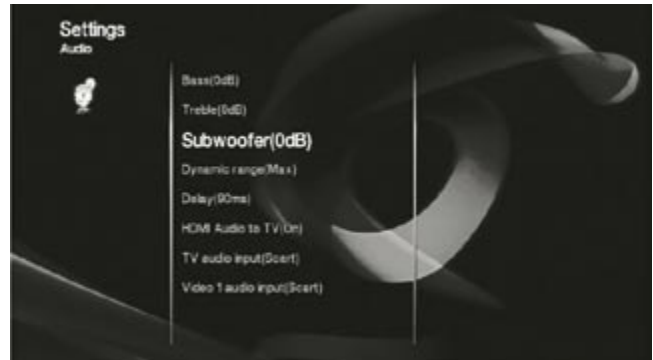 Settings
Audio
Bass(0dB)
Treble(0dB)
Subwoofer(0dB)
Dynamic range(Max)
Delay(90ms)
HDMI Audio to TV(On)
TV audio input(Scart)
Video 1 audio input(Scart)